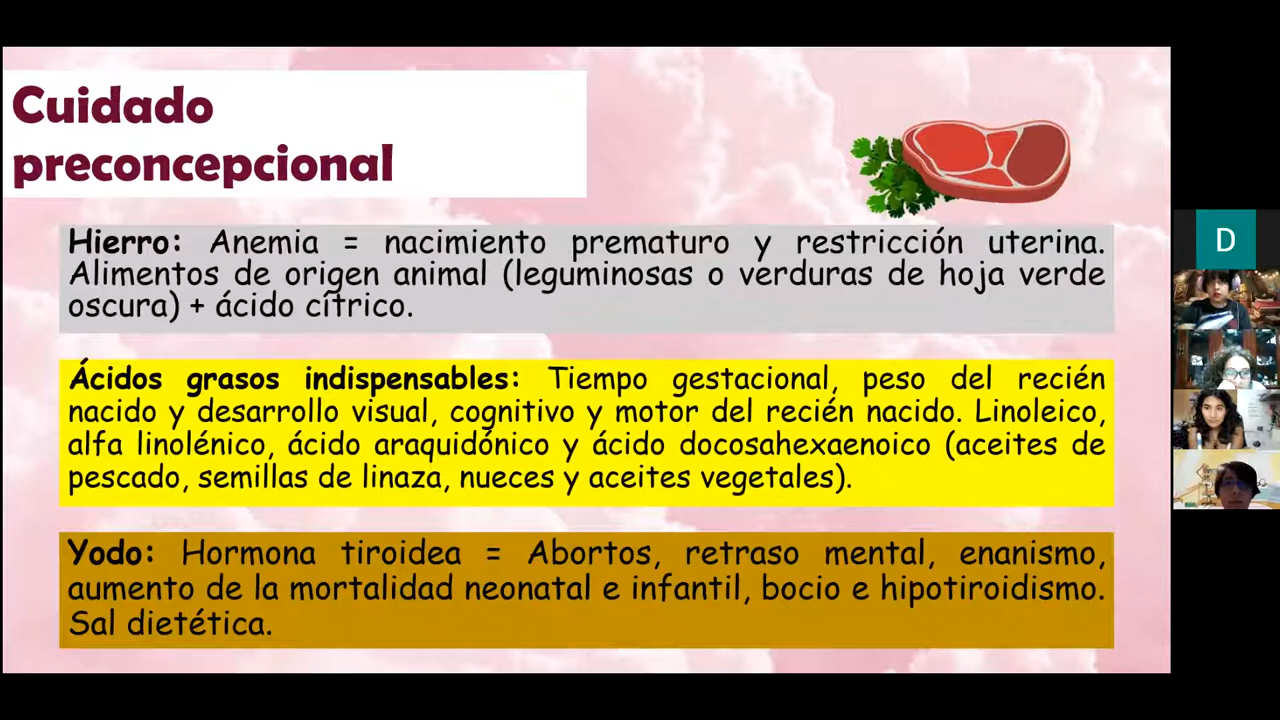 Cuidado
preconcepcional
Hierro: Anemia = nacimiento prematuro y restricción uterina.
Alimentos de origen animal (leguminosas o verduras de hoja verde
oscura) + ácido cítrico.
Ácidos grasos indispensables: Tiempo gestacional, peso del recién
nacido y desarrollo visual, cognitivo y motor del recién nacido. Linoleico,
alfa linolénico, ácido araquidónico y ácido docosahexaenoico (aceites de
pescado, semillas de linaza, nueces y aceites vegetales).
Yodo: Hormona tiroidea = Abortos, retraso mental, enanismo,
aumento de la mortalidad neonatal e infantil, bocio e hipotiroidismo.
Sal dietética.
D